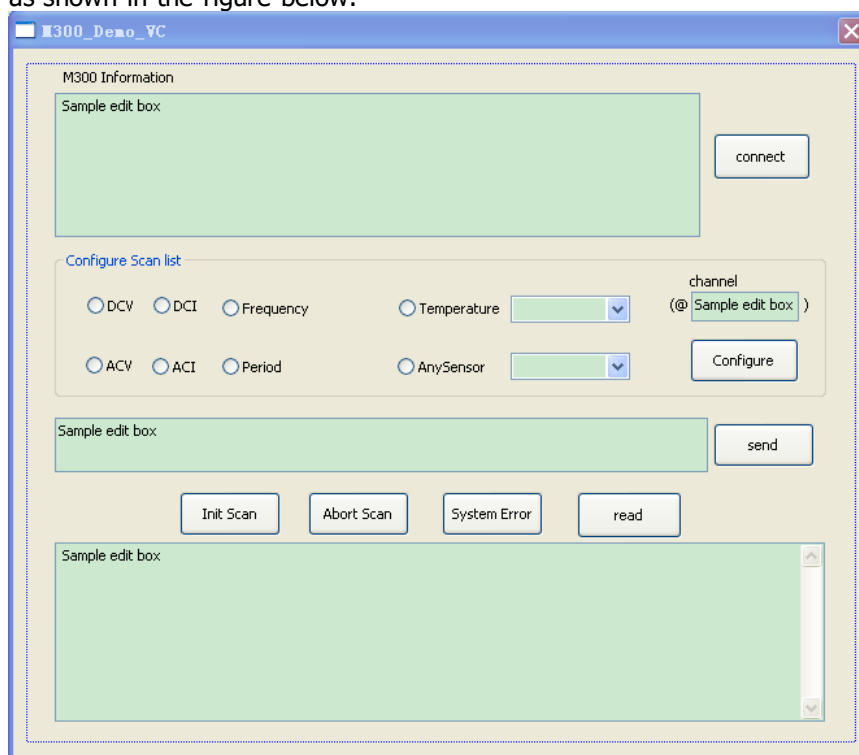 as shown in the figure below.
M300_Demo_VC
M300 Information
Sample edit box
connect
Configure Scan list
channel
DCV DCI Frequency Temperature (@ Sample edit box )
ACV ACI Period AnySensor Configure
Sample edit box
send
Init Scan Abort Scan System Error read
Sample edit box